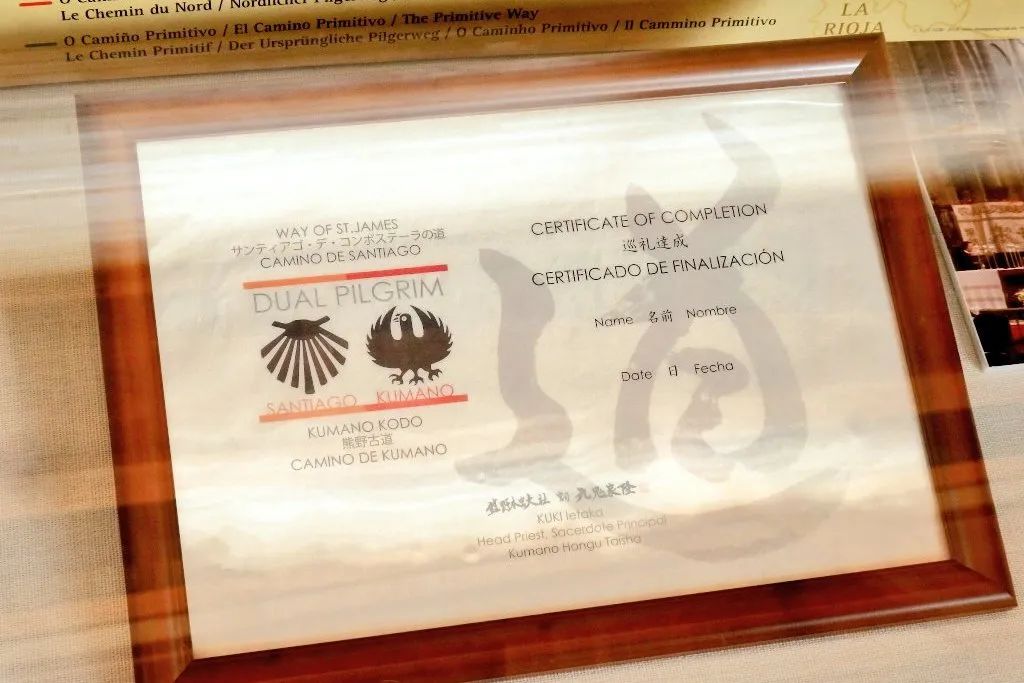 Le Chemin du Nord / Nördlicher
O Camiño Primitivo / El Camino Primitivo / The Primitive Way
Le Chemin Primitif / Der Ursprüngliche Pilgerweg / O Caminho Primitivo / Il Cammino Primitivo
LA
RIOJA
WAY OF ST.JAMES
サンティアゴ・デ・コンポステーラの道
CAMINO DE SANTIAGO
DUAL PILGRIM
SANTIAGO KUMANO
KUMANO KODO
熊野古道
CAMINO DE KUMANO
CERTIFICATE OF COMPLETION
巡礼達成
CERTIFICADO DE FINALIZACIÓN
Name 名前 Nombre
Date 日 Fecha
道
KUKI Ietaka
Head Priest, Sacerdote Principal
Kumano Hongu Taisha